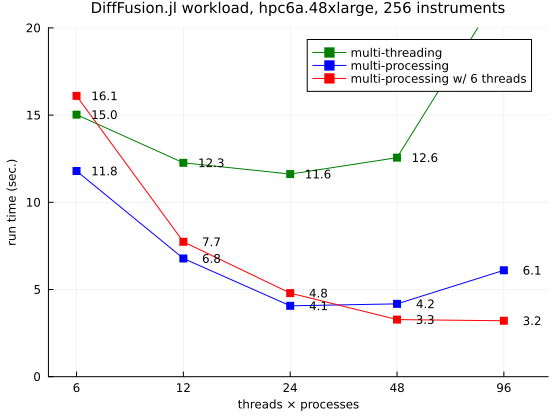 DiffFusion.jl workload, hpc6a.48xlarge, 256 instruments
20
multi-threading
multi-processing
multi-processing w/ 6 threads
16.1
15
15.0
12.3
12.6
11.8
11.6
10
run time (sec.)
7.7
6.8
6.1
5
4.8
4.1
4.2
3.3
3.2
0
6 12 24 48 96
threads × processes